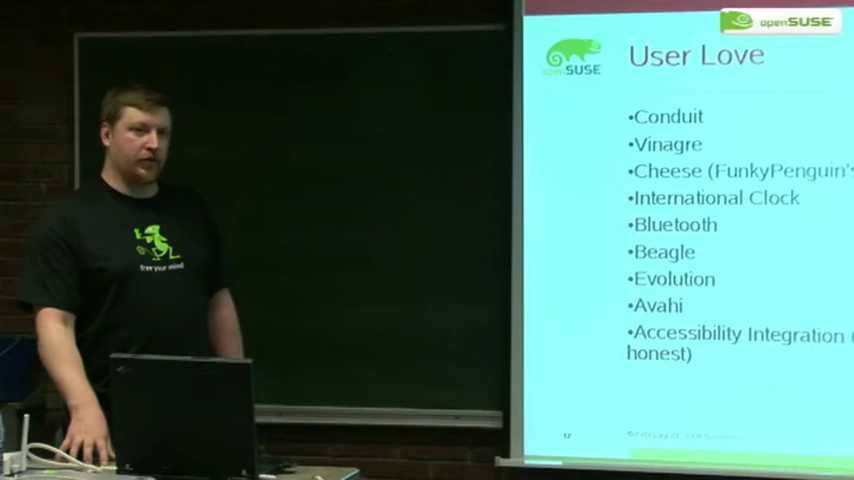 openSUSE
openSUSE
User Love
•Conduit
•Vinagre
•Cheese (FunkyPenguin's
•International Clock
•Bluetooth
•Beagle
•Evolution
•Avahi
•Accessibility Integration (
honest)
free your mind
12